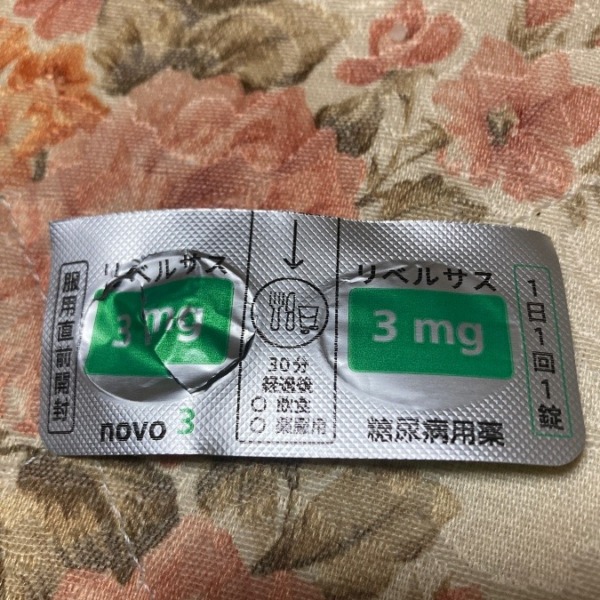 服用直前開封
リベルサス
3 mg
novo 3
30分
経過後
○ 飲食
○ 薬服用
リベルサス
3 mg
糖尿病用薬
1日1回1錠